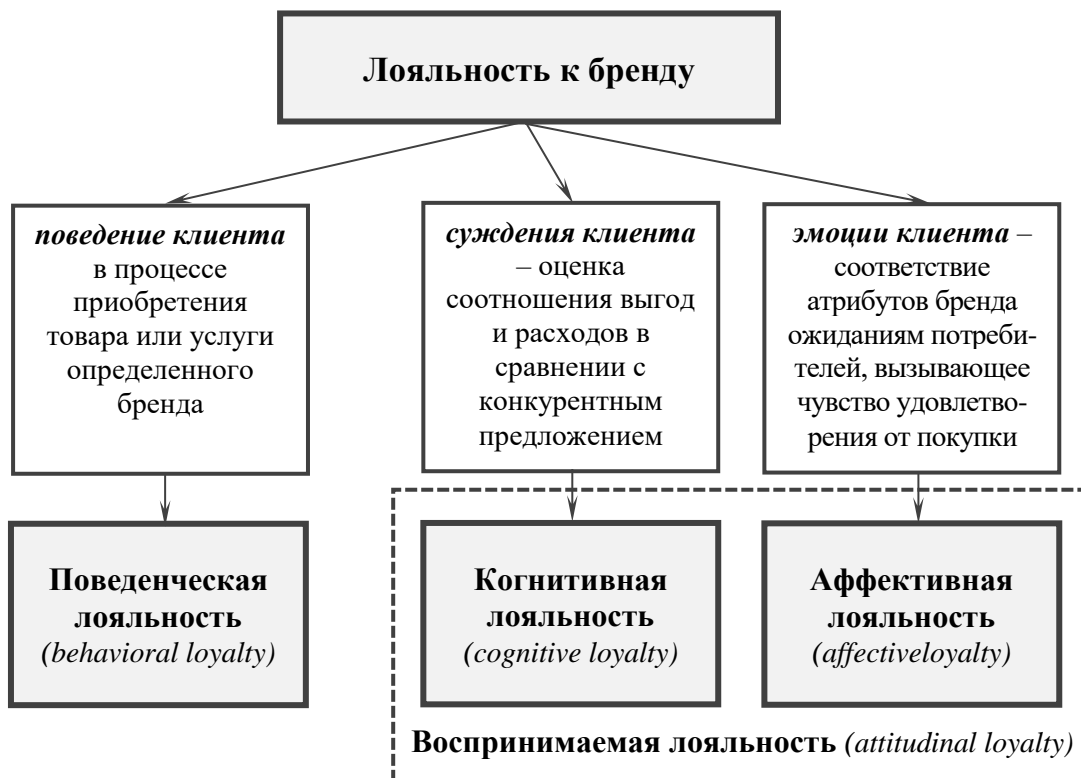 Лояльность к бренду
поведение клиента
в процессе
приобретения
товара или услуги
определенного
бренда
суждения клиента
– оценка
соотношения выгод
и расходов в
сравнении с
конкурентным
предложением
эмоции клиента –
соответствие
атрибутов бренда
ожиданиям потреби-
телей, вызывающее
чувство удовлетво-
рения от покупки
Поведенческая
лояльность
(behavioral loyalty)
Когнитивная
лояльность
(cognitive loyalty)
Аффективная
лояльность
(affectiveloyalty)
Воспринимаемая лояльность (attitudinal loyalty)